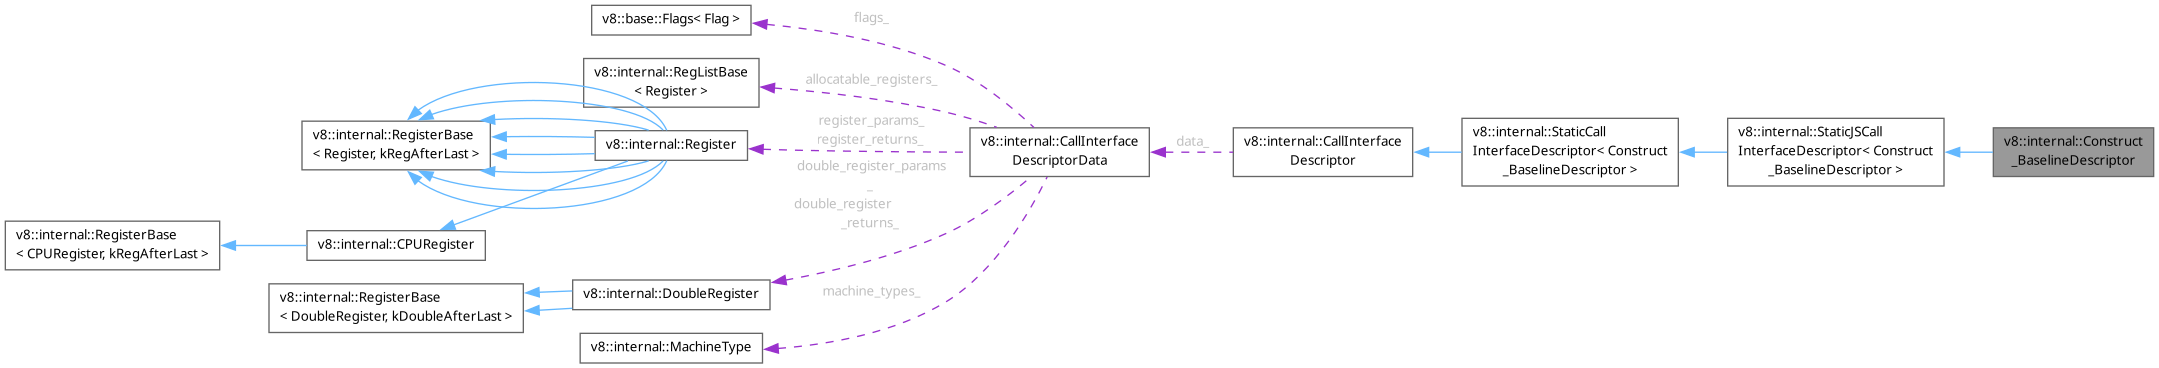 v8::base::Flags< Flag >
flags_
v8::internal::RegListBase
< Register >
allocatable_registers_
v8::internal::RegisterBase
< Register, kRegAfterLast >
v8::internal::Register
register_params_
register_returns_
v8::internal::CallInterface
DescriptorData
data_
v8::internal::CallInterface
Descriptor
v8::internal::StaticCall
InterfaceDescriptor< Construct
_BaselineDescriptor >
v8::internal::StaticJSCall
InterfaceDescriptor< Construct
_BaselineDescriptor >
v8::internal::Construct
_BaselineDescriptor
double_register_params
_
double_register
_returns_
v8::internal::RegisterBase
< CPURegister, kRegAfterLast >
v8::internal::CPURegister
v8::internal::RegisterBase
< DoubleRegister, kDoubleAfterLast >
v8::internal::DoubleRegister
machine_types_
v8::internal::MachineType